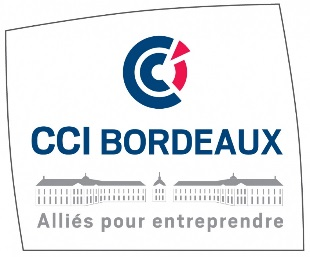 CCI BORDEAUX
Alliés pour entreprendre